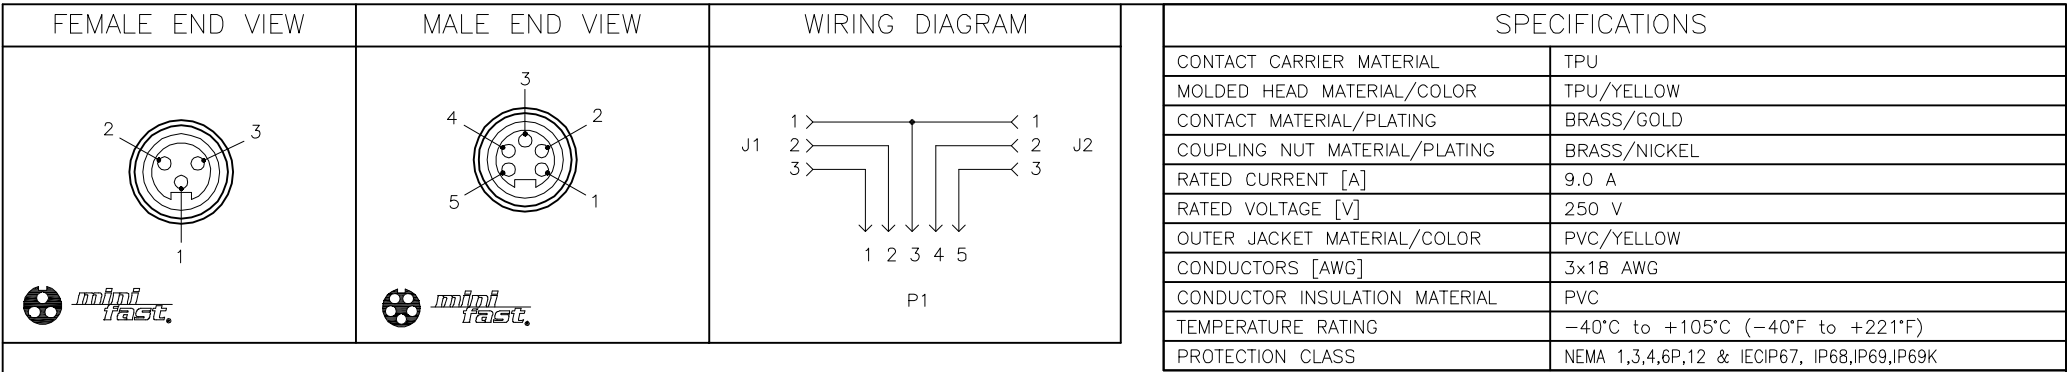 FEMALE END VIEW
MALE END VIEW
WIRING DIAGRAM
2
3
1
mini
fast®
3
4
2
5
1
mini
fast®
1
1
J1
2
2
J2
3
3
1 2 3 4 5
P1
SPECIFICATIONS
CONTACT CARRIER MATERIAL TPU
MOLDED HEAD MATERIAL/COLOR TPU/YELLOW
CONTACT MATERIAL/PLATING BRASS/GOLD
COUPLING NUT MATERIAL/PLATING BRASS/NICKEL
RATED CURRENT [A] 9.0 A
RATED VOLTAGE [V] 250 V
OUTER JACKET MATERIAL/COLOR PVC/YELLOW
CONDUCTORS [AWG] 3x18 AWG
CONDUCTOR INSULATION MATERIAL PVC
TEMPERATURE RATING −40°C to +105°C (−40°F to +221°F)
PROTECTION CLASS NEMA 1,3,4,6P,12 & IECIP67, IP68,IP69,IP69K